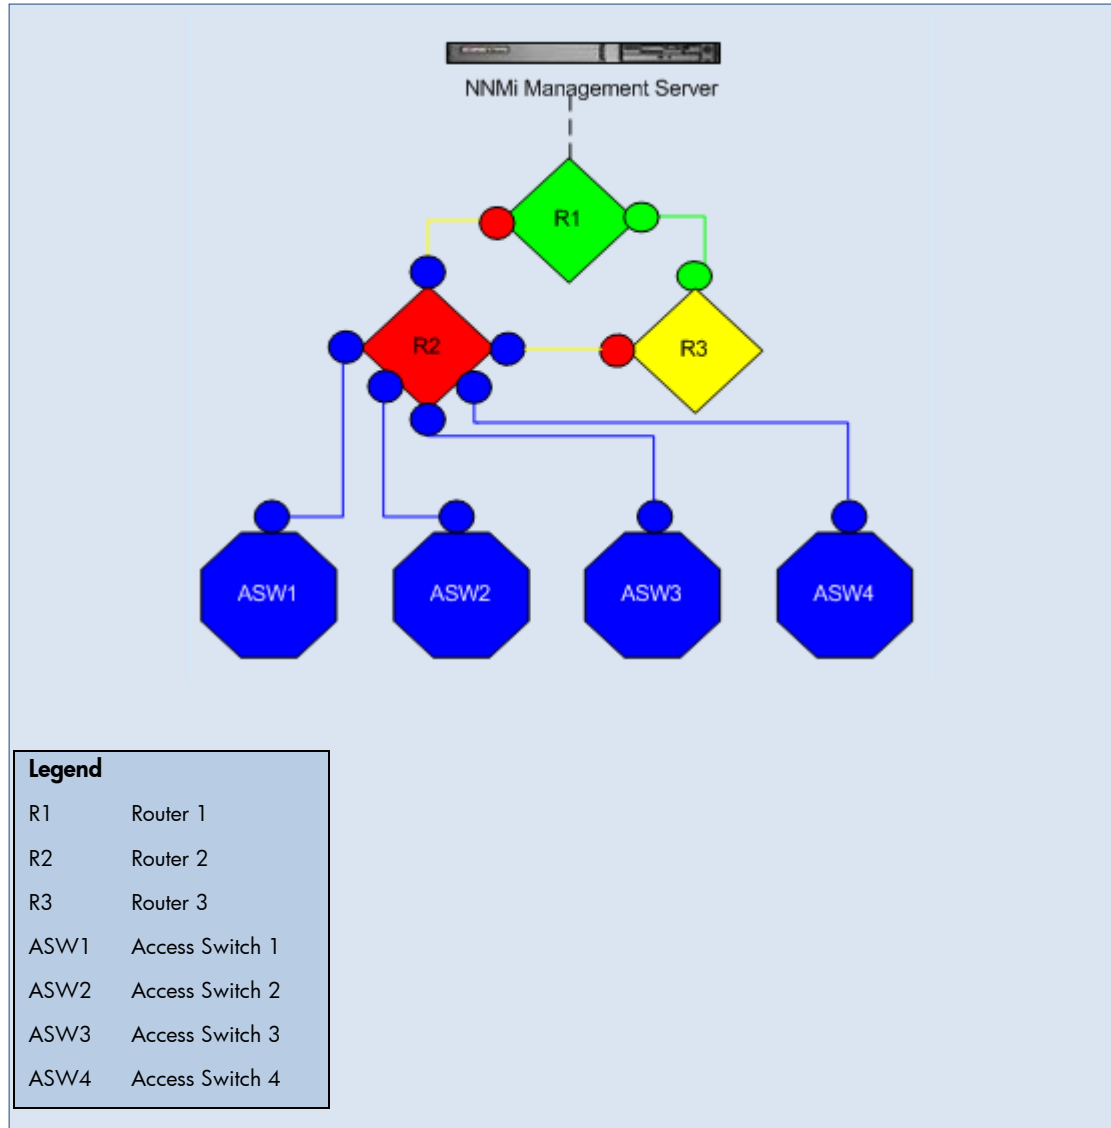 NNMi Management Server
R1
R2
R3
ASW1
ASW2
ASW3
ASW4
Legend
R1 Router 1
R2 Router 2
R3 Router 3
ASW1 Access Switch 1
ASW2 Access Switch 2
ASW3 Access Switch 3
ASW4 Access Switch 4